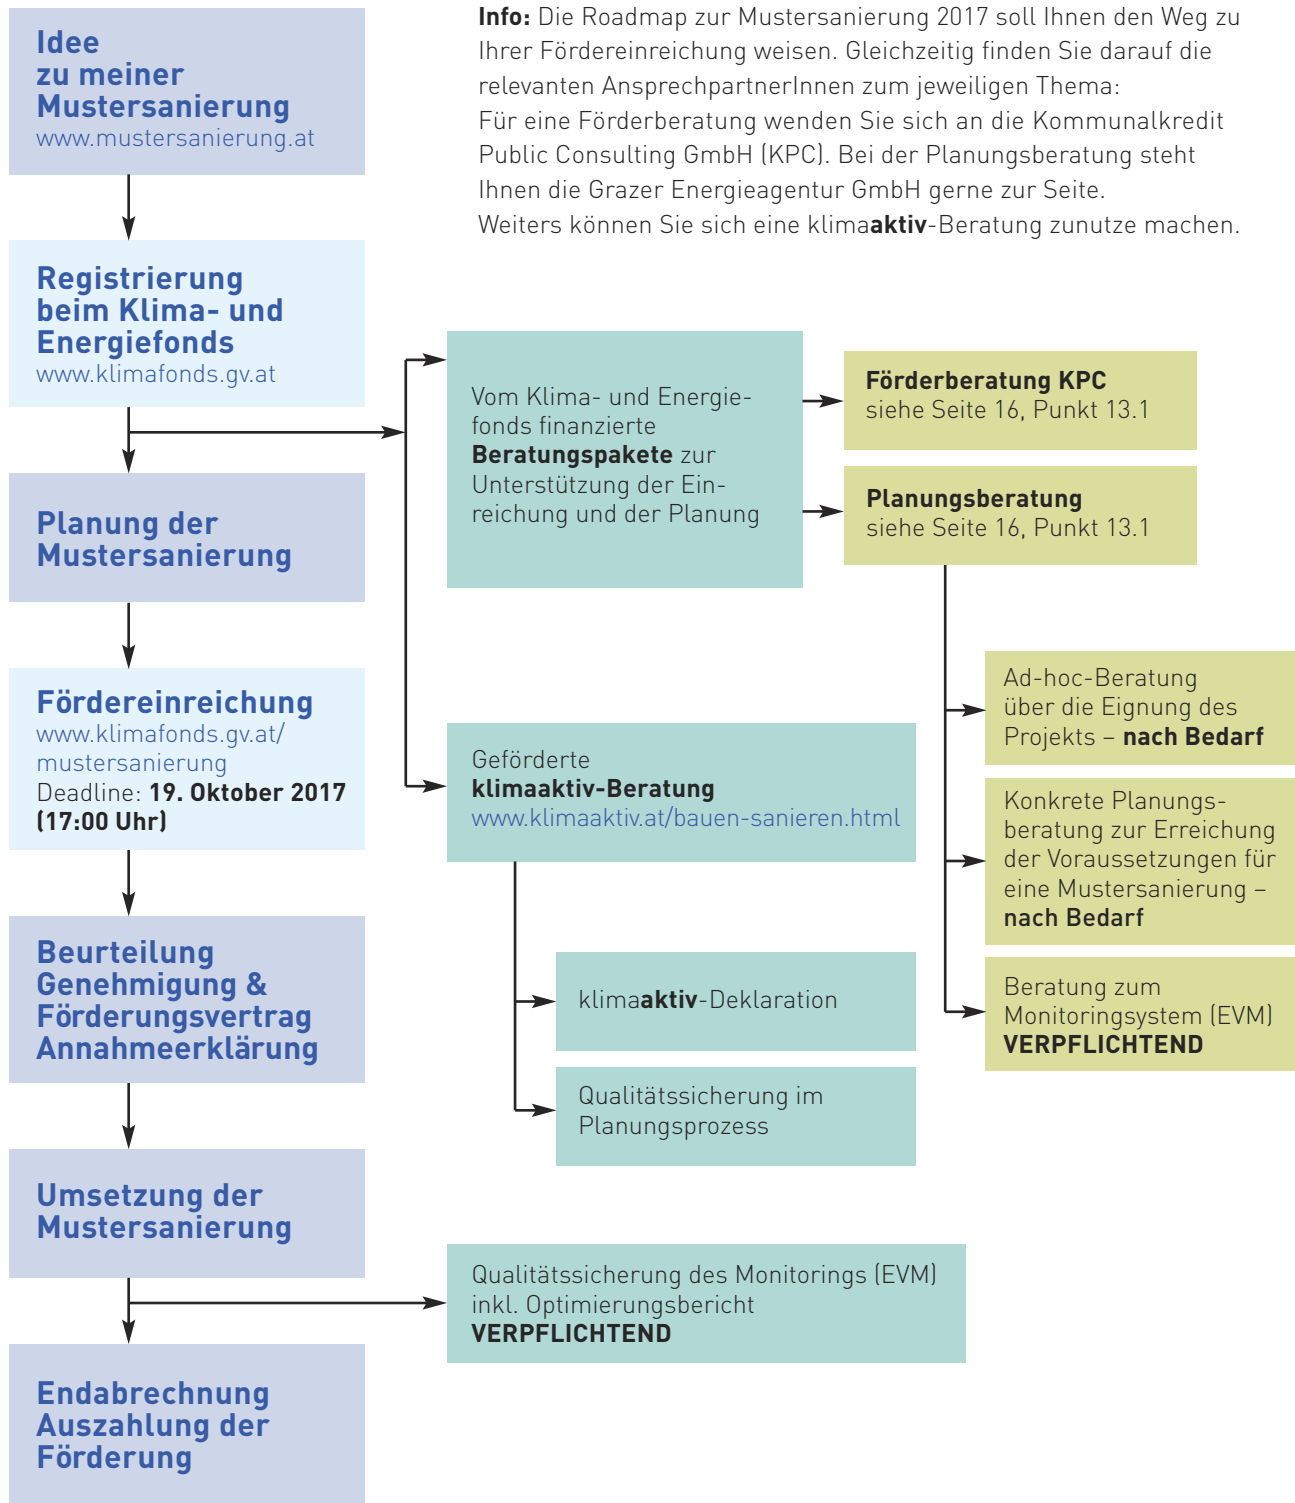 Info: Die Roadmap zur Mustersanierung 2017 soll Ihnen den Weg zu
Ihrer Fördereinreichung weisen. Gleichzeitig finden Sie darauf die
relevanten AnsprechpartnerInnen zum jeweiligen Thema:
Für eine Förderberatung wenden Sie sich an die Kommunalkredit
Public Consulting GmbH (KPC). Bei der Planungsberatung steht
Ihnen die Grazer Energieagentur GmbH gerne zur Seite.
Weiters können Sie sich eine klimaaktiv-Beratung zunutze machen.
Idee
zu meiner
Mustersanierung
www.mustersanierung.at
Registrierung
beim Klima- und
Energiefonds
www.klimafonds.gv.at
Planung der
Mustersanierung
Fördereinreichung
www.klimafonds.gv.at/
mustersanierung
Deadline: 19. Oktober 2017
(17:00 Uhr)
Beurteilung
Genehmigung &
Förderungsvertrag
Annahmeerklärung
Umsetzung der
Mustersanierung
Endabrechnung
Auszahlung der
Förderung
Vom Klima- und Energie-
fonds finanzierte
Beratungspakete zur
Unterstützung der Ein-
reichung und der Planung
Förderberatung KPC
siehe Seite 16, Punkt 13.1
Planungsberatung
siehe Seite 16, Punkt 13.1
Ad-hoc-Beratung
über die Eignung des
Projekts – nach Bedarf
Konkrete Planungs-
beratung zur Erreichung
der Voraussetzungen für
eine Mustersanierung –
nach Bedarf
Beratung zum
Monitoringsystem (EVM)
VERPFLICHTEND
Geförderte
klimaaktiv-Beratung
www.klimaaktiv.at/bauen-sanieren.html
klimaaktiv-Deklaration
Qualitätssicherung im
Planungsprozess
Qualitätssicherung des Monitorings (EVM)
inkl. Optimierungsbericht
VERPFLICHTEND